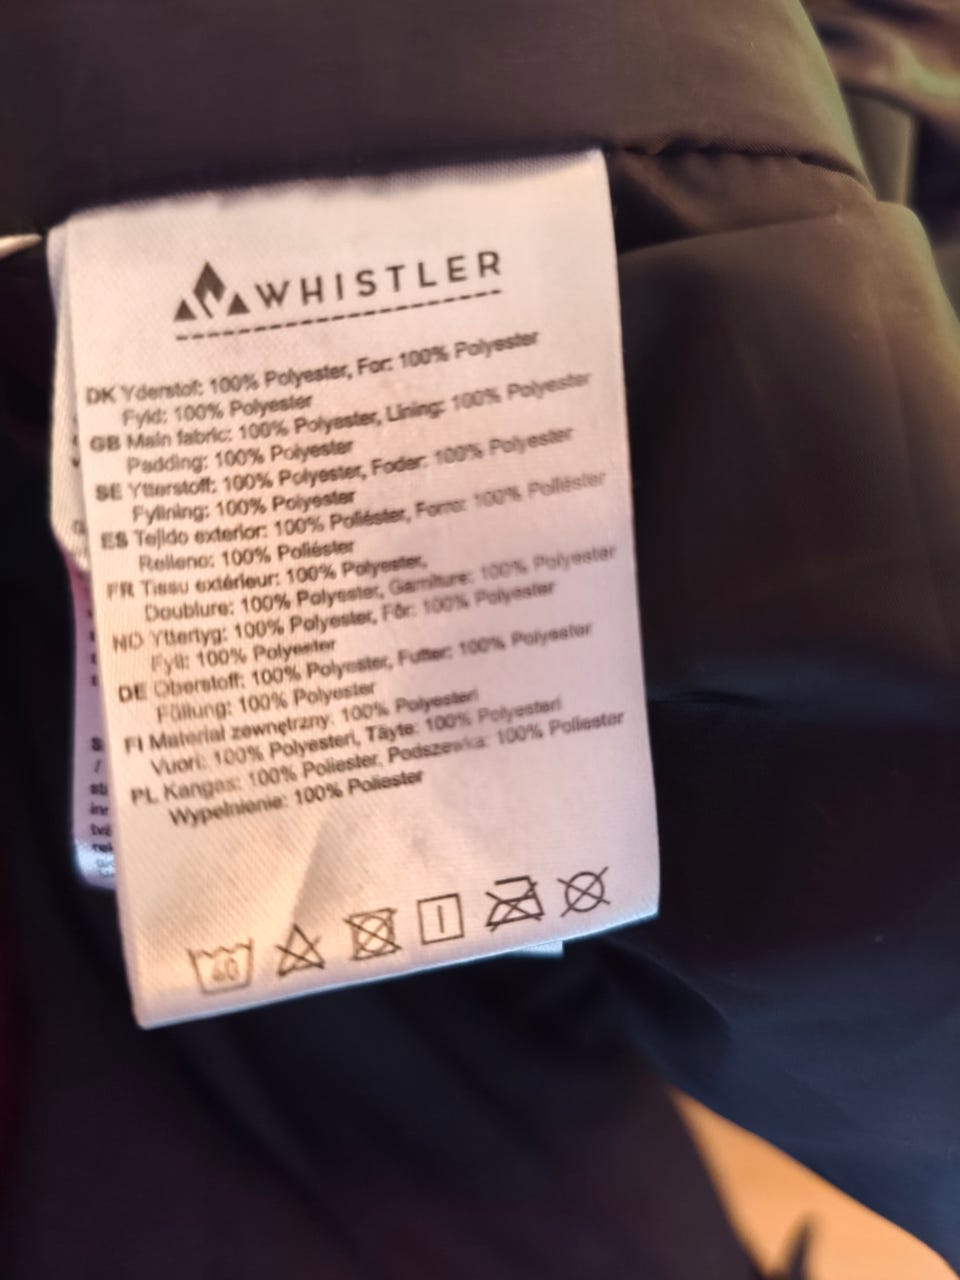 WHISTLER
DK Yderstof: 100% Polyester, For: 100% Polyester
Fyld: 100% Polyester
GB Main fabric: 100% Polyester, Lining: 100% Polyester
Padding: 100% Polyester
SE Ytterstoff: 100% Polyester, Foder: 100% Polyester
Fyllning: 100% Polyester
ES Tejido exterior: 100% Poliéster, Forro: 100% Poliéster
Relleno: 100% Poliéster
FR Tissu extérieur: 100% Polyester,
Doublure: 100% Polyester, Garniture: 100% Polyester
NO Yttertyg: 100% Polyester, Fôr: 100% Polyester
Fyll: 100% Polyester
DE Oberstoff: 100% Polyester, Futter: 100% Polyester
Füllung: 100% Polyester
FI Materiał zewnętrzny: 100% Polyesteri
Vuori: 100% Polyesteri, Täyte: 100% Polyesteri
PL Kangas: 100% Poliester, Podszewka: 100% Poliester
Wypełnienie: 100% Poliester
40